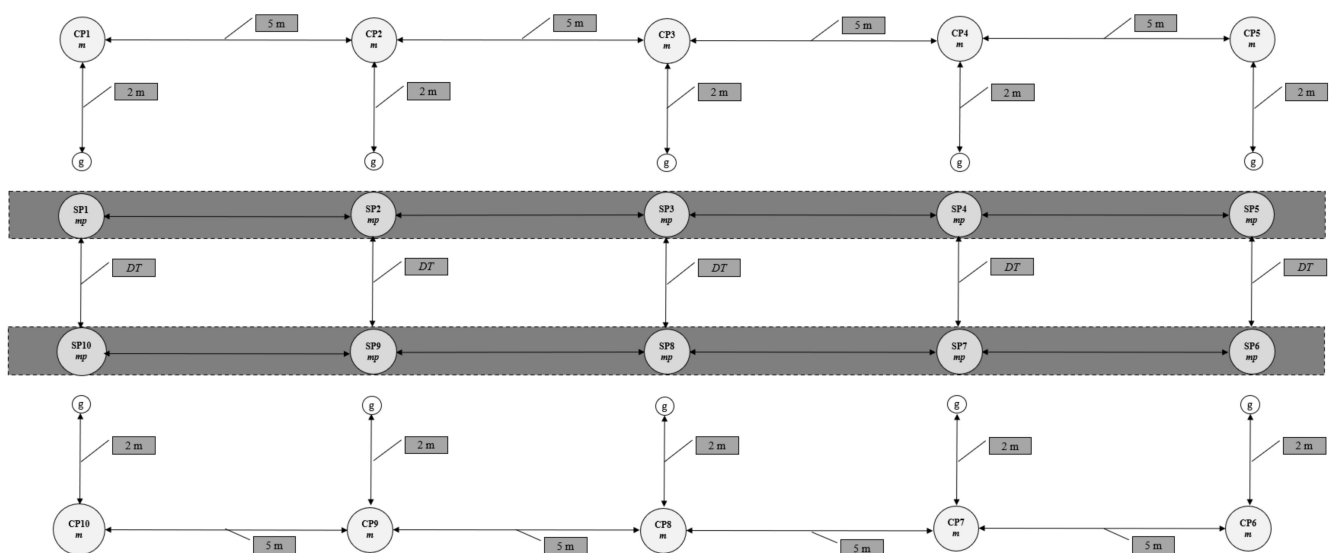 5 m 5 m 5 m 5 m
CP1 CP2 CP3 CP4 CP5
m m m m m
2 m 2 m 2 m 2 m 2 m
g g g g g
SP1 SP2 SP3 SP4 SP5
mp mp mp mp mp
DT DT DT DT DT
SP10 SP9 SP8 SP7 SP6
mp mp mp mp mp
g g g g g
2 m 2 m 2 m 2 m 2 m
CP10 CP9 CP8 CP7 CP6
m m m m m
5 m 5 m 5 m 5 m